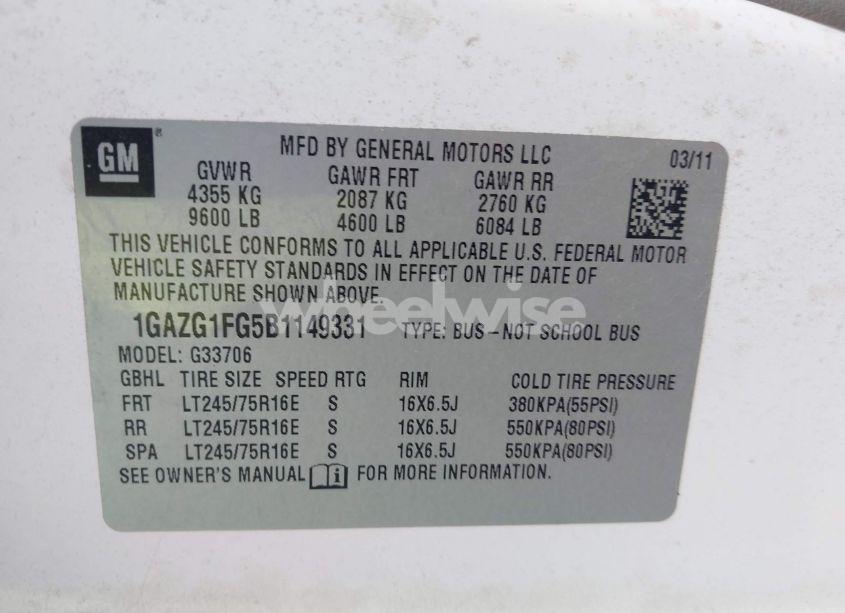 GM ®
MFD BY GENERAL MOTORS LLC 03/11
GVWR GAWR FRT GAWR RR
4355 KG 2087 KG 2760 KG
9600 LB 4600 LB 6084 LB
THIS VEHICLE CONFORMS TO ALL APPLICABLE U.S. FEDERAL MOTOR
VEHICLE SAFETY STANDARDS IN EFFECT ON THE DATE OF
MANUFACTURE SHOWN ABOVE.
wheelwise
1GAZG1FG5B1149331 TYPE: BUS-NOT SCHOOL BUS
MODEL: G33706
GBHL TIRE SIZE SPEED RTG RIM COLD TIRE PRESSURE
FRT LT245/75R16E S 16X6.5J 380KPA(55PSI)
RR LT245/75R16E S 16X6.5J 550KPA(80PSI)
SPA LT245/75R16E S 16X6.5J 550KPA(80PSI)
SEE OWNER'S MANUAL i FOR MORE INFORMATION.